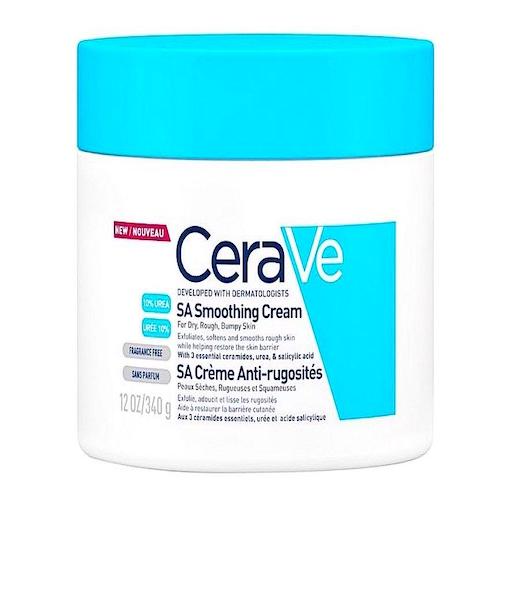 NEW / NOUVEAU
CeraVe
DEVELOPED WITH DERMATOLOGISTS
10% UREA
SA Smoothing Cream
For Dry, Rough, Bumpy Skin
URÉE 10%
Exfoliates, softens and smooths rough skin
while helping restore the skin barrier
FRAGRANCE FREE
With 3 essential ceramides, urea, & salicylic acid
SANS PARFUM
SA Crème Anti-rugosités
Peaux Sèches, Rugueuses et Squameuses
12 OZ/340 g
Exfolie, adoucit et lisse les rugosités
Aide à restaurer la barrière cutanée
Aux 3 céramides essentiels, urée et acide salicylique